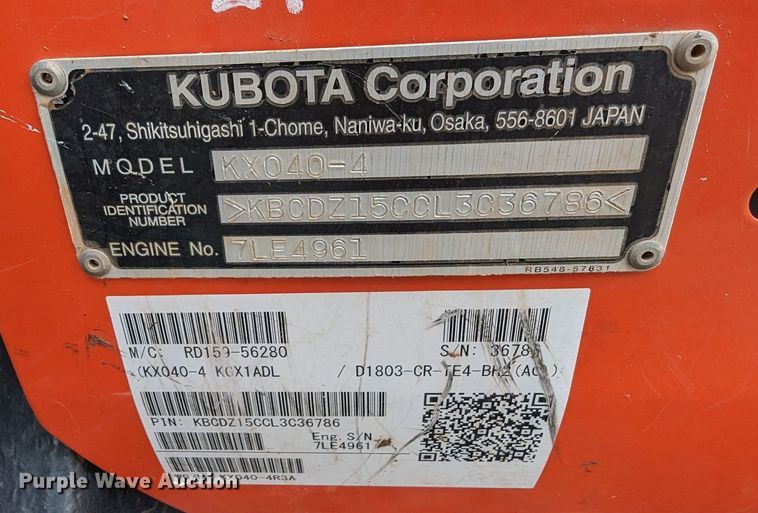 KUBOTA Corporation
2-47, Shikitsuhigashi 1-Chome, Naniwa-ku, Osaka, 556-8601 JAPAN
MODEL KX040-4
PRODUCT IDENTIFICATION NUMBER >KBCDZ15CCL3C36786<
ENGINE No. 7LE4961
RB548-57831
M/C: RD159-56280 S/N: 36786
(KX040-4 KCX1ADL / D1803-CR-TE4-BH2
PIN: KBCDZ15CCL3C36786
Eng.S/N
7LE4961
KX040-4R3A
Purple Wave Auction